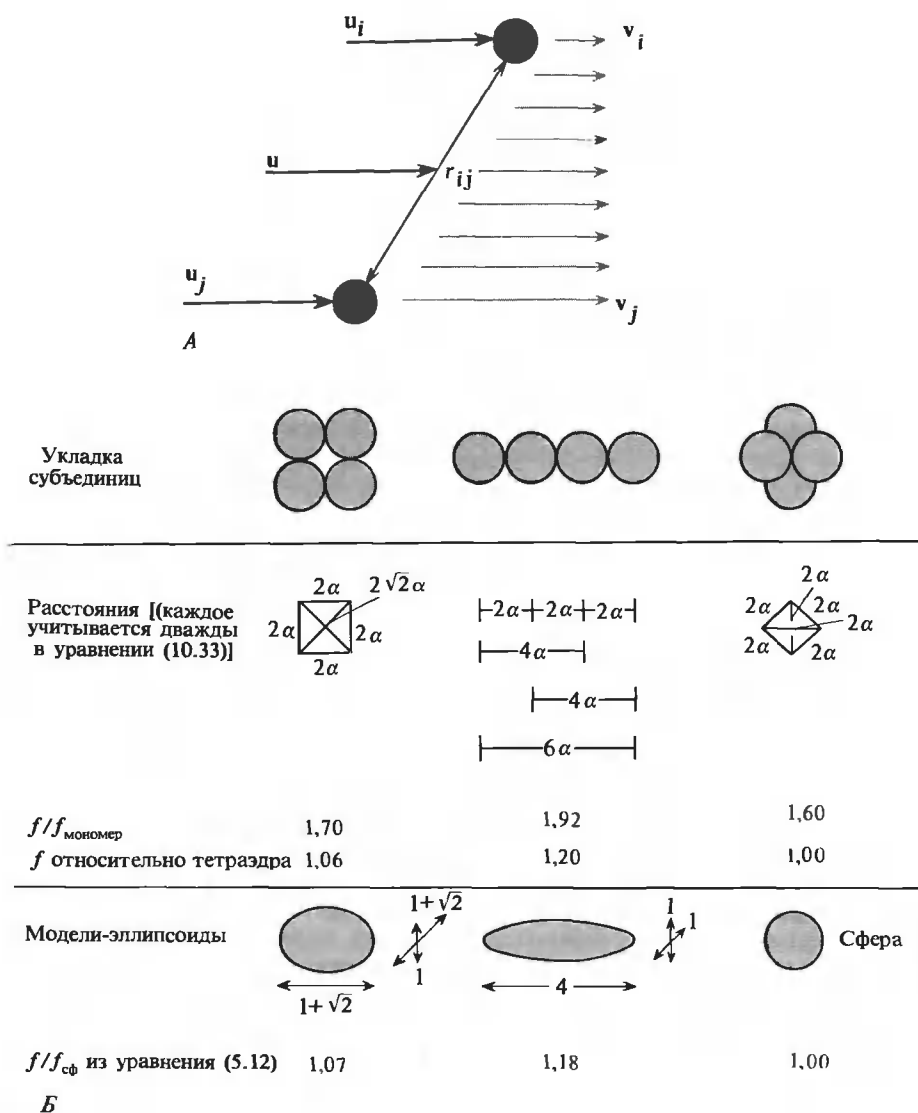 u_i
v_i
u
r_ij
u_j
v_j
А
Укладка
субъединиц
Расстояния [(каждое
учитывается дважды
в уравнении (10.33)]
2α 2√2α
2α 2α
2α
2α 2α 2α
4α
4α
6α
2α
2α 2α
2α
2α 2α
f/f_мономер 1,70 1,92 1,60
f относительно тетраэдра 1,06 1,20 1,00
Модели-эллипсоиды
1+√2
1
1+√2
1
1
4
Сфера
f/f_сф из уравнения (5.12) 1,07 1,18 1,00
Б